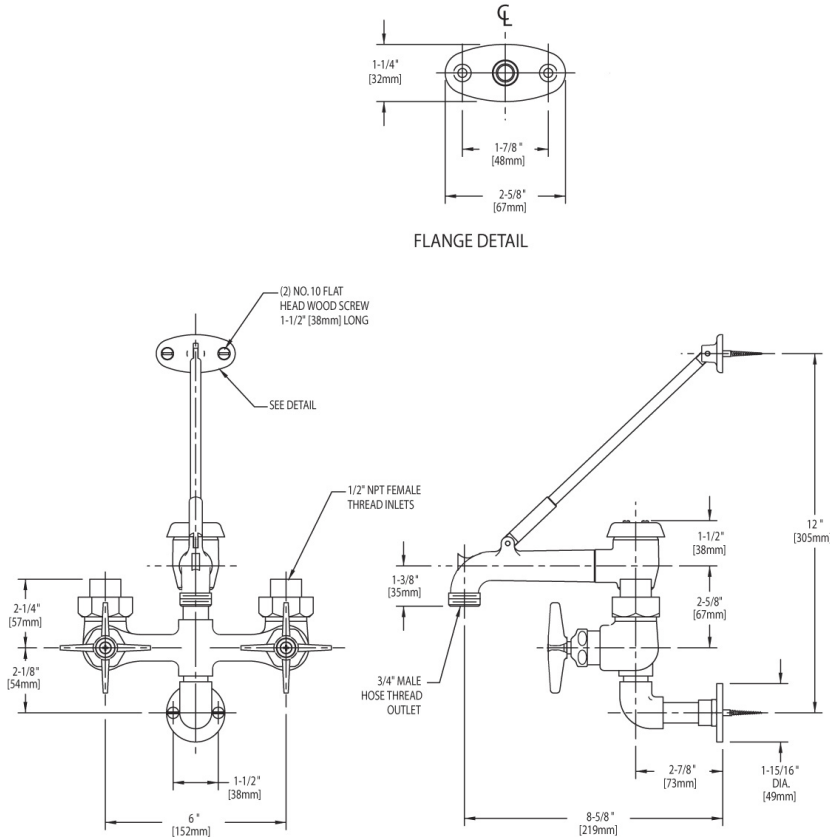 ℄
1-1/4"
[32mm]
1-7/8 "
[48mm]
2-5/8"
[67mm]
FLANGE DETAIL
(2) NO. 10 FLAT
HEAD WOOD SCREW
1-1/2" [38mm] LONG
SEE DETAIL
1/2" NPT FEMALE
THREAD INLETS
2-1/4"
[57mm]
2-1/8"
[54mm]
1-1/2"
[38mm]
6 "
[152mm]
12 "
[305mm
1-1/2"
[38mm]
1-3/8"
[35mm]
2-5/8"
[67mm]
3/4" MALE
HOSE THREAD
OUTLET
2-7/8"
[73mm]
1-15/16 "
DIA.
[49mm]
8-5/8 "
[219mm]